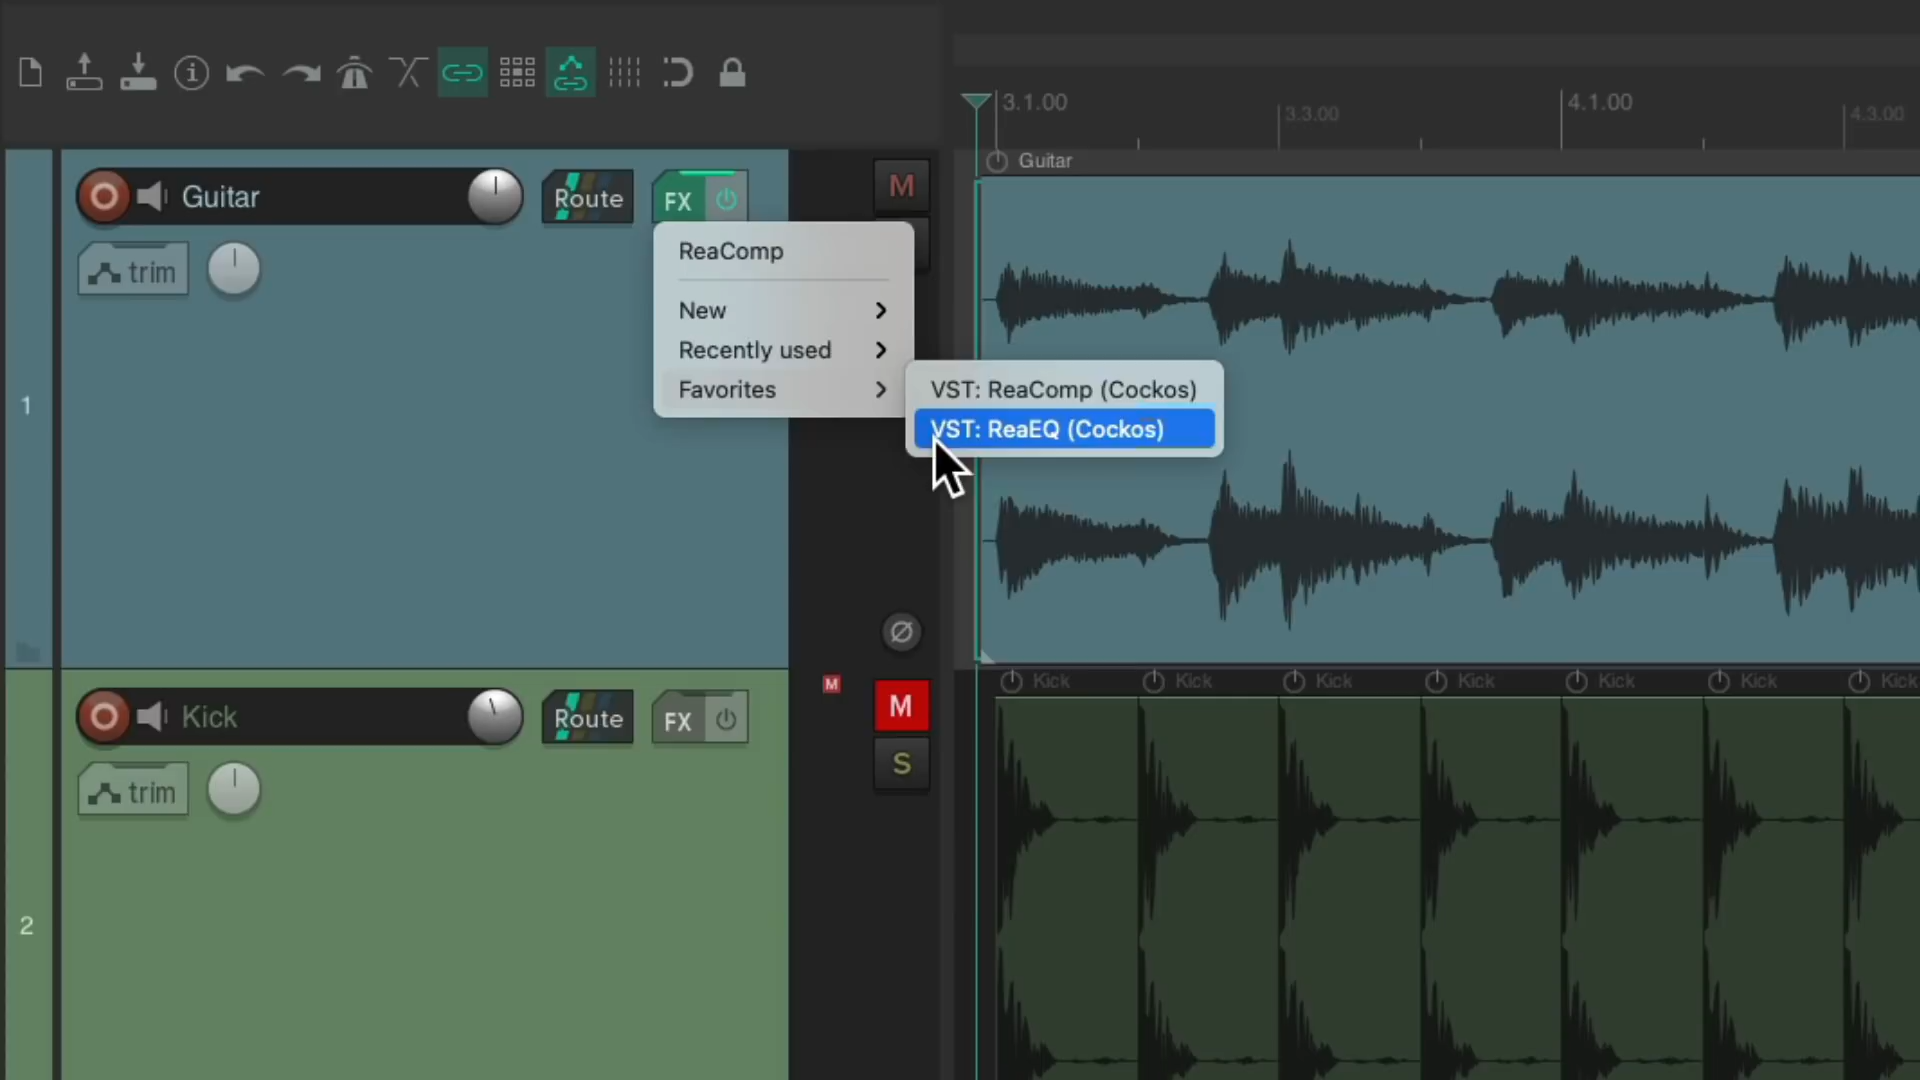 3.1.00
3.3.00
4.1.00
4.3.00
Guitar
Guitar
Route
FX
M
trim
ReaComp
New
Recently used
Favorites
VST: ReaComp (Cockos)
VST: ReaEQ (Cockos)
1
Kick Kick Kick Kick Kick Kick Kick
Kick
Route
FX
M
M
trim
S
2